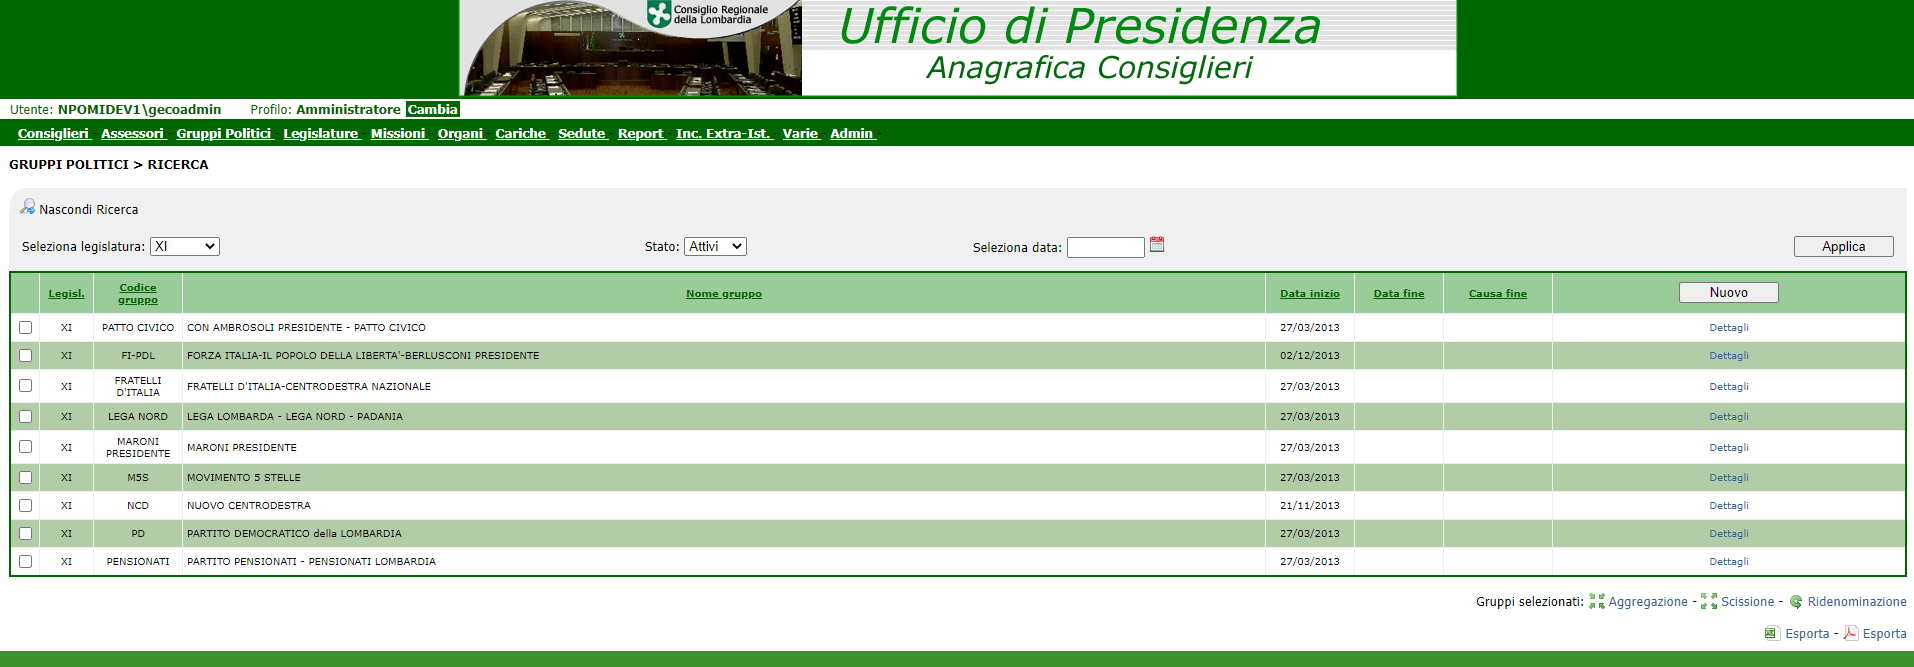 Consiglio Regionale
della Lombardia
Ufficio di Presidenza
Anagrafica Consiglieri
Utente: NPOMIDEV1\gecoadmin Profilo: Amministratore Cambia
Consiglieri - Assessori - Gruppi Politici - Legislature - Missioni - Organi - Cariche - Sedute - Report - Inc. Extra-Ist. - Varie - Admin -
GRUPPI POLITICI > RICERCA
Nascondi Ricerca
Seleziona legislatura: XI Stato: Attivi Seleziona data: Applica
Legisl. Codice gruppo Nome gruppo Data inizio Data fine Causa fine Nuovo
XI PATTO CIVICO CON AMBROSOLI PRESIDENTE - PATTO CIVICO 27/03/2013 Dettagli
XI FI-PDL FORZA ITALIA-IL POPOLO DELLA LIBERTA'-BERLUSCONI PRESIDENTE 02/12/2013 Dettagli
XI FRATELLI D'ITALIA FRATELLI D'ITALIA-CENTRODESTRA NAZIONALE 27/03/2013 Dettagli
XI LEGA NORD LEGA LOMBARDA - LEGA NORD - PADANIA 27/03/2013 Dettagli
XI MARONI PRESIDENTE MARONI PRESIDENTE 27/03/2013 Dettagli
XI M5S MOVIMENTO 5 STELLE 27/03/2013 Dettagli
XI NCD NUOVO CENTRODESTRA 21/11/2013 Dettagli
XI PD PARTITO DEMOCRATICO della LOMBARDIA 27/03/2013 Dettagli
XI PENSIONATI PARTITO PENSIONATI - PENSIONATI LOMBARDIA 27/03/2013 Dettagli
Gruppi selezionati: Aggregazione - Scissione - Ridenominazione
Esporta - Esporta